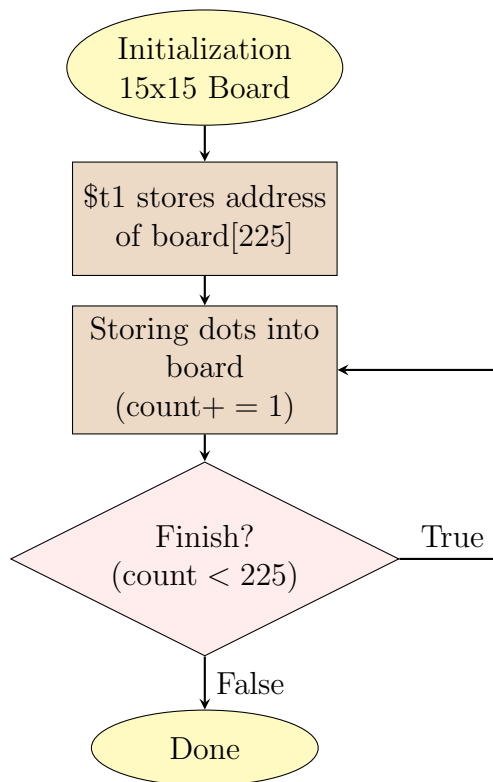 Initialization
15x15 Board
$t1 stores address
of board[225]
Storing dots into
board
(count+ = 1)
Finish?
(count < 225)
True
False
Done